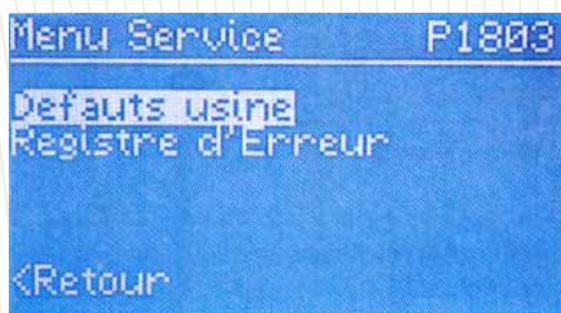 Menu Service P1803
Defauts usine
Registre d'Erreur
<Retour